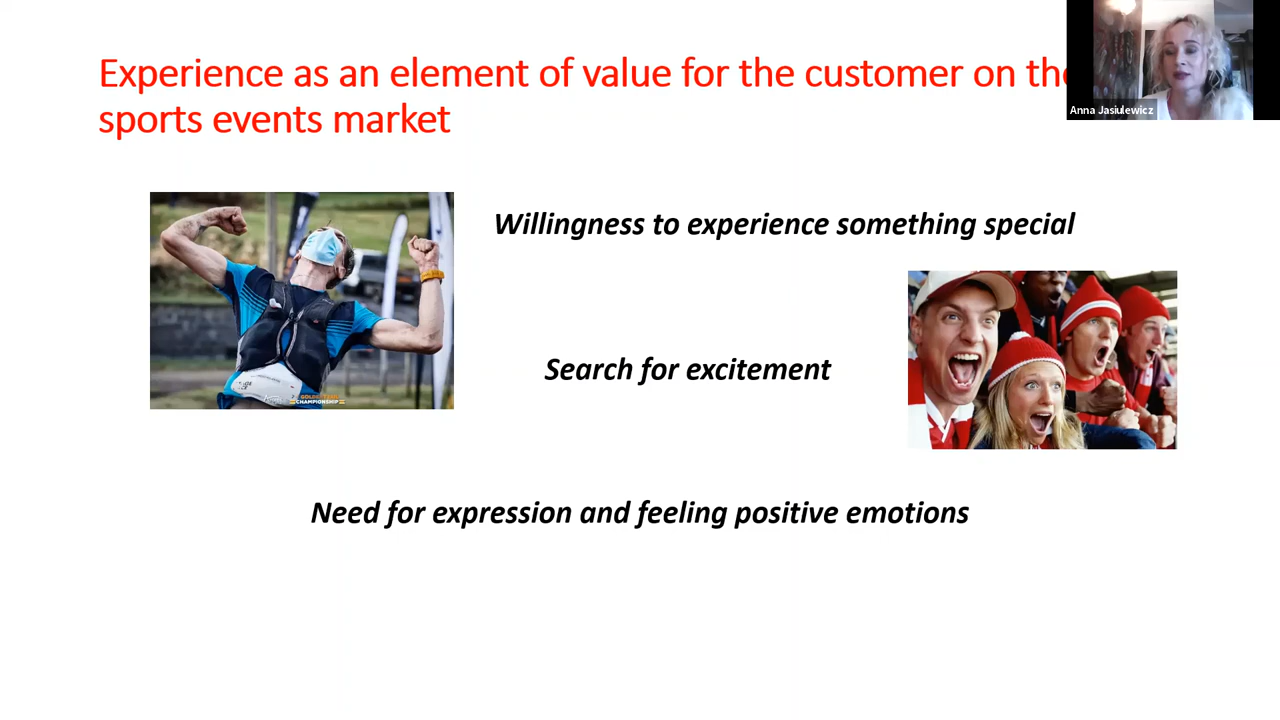 Experience as an element of value for the customer on the
sports events market
Anna Jasiulewicz
Willingness to experience something special
Search for excitement
Need for expression and feeling positive emotions
CHAMPIONSHIP